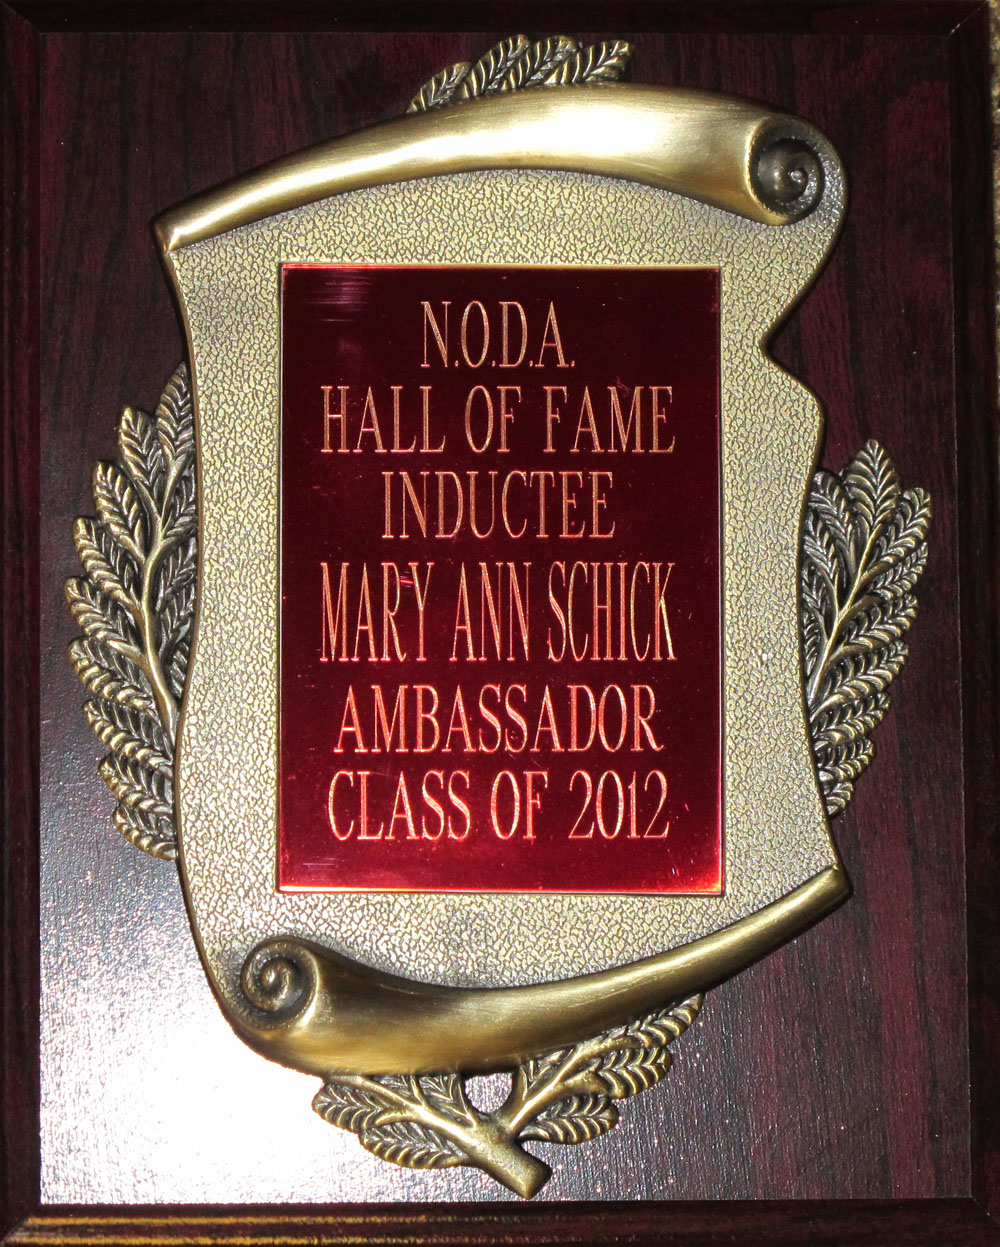 N.O.D.A.
HALL OF FAME
INDUCTEE
MARY ANN SCHICK
AMBASSADOR
CLASS OF 2012